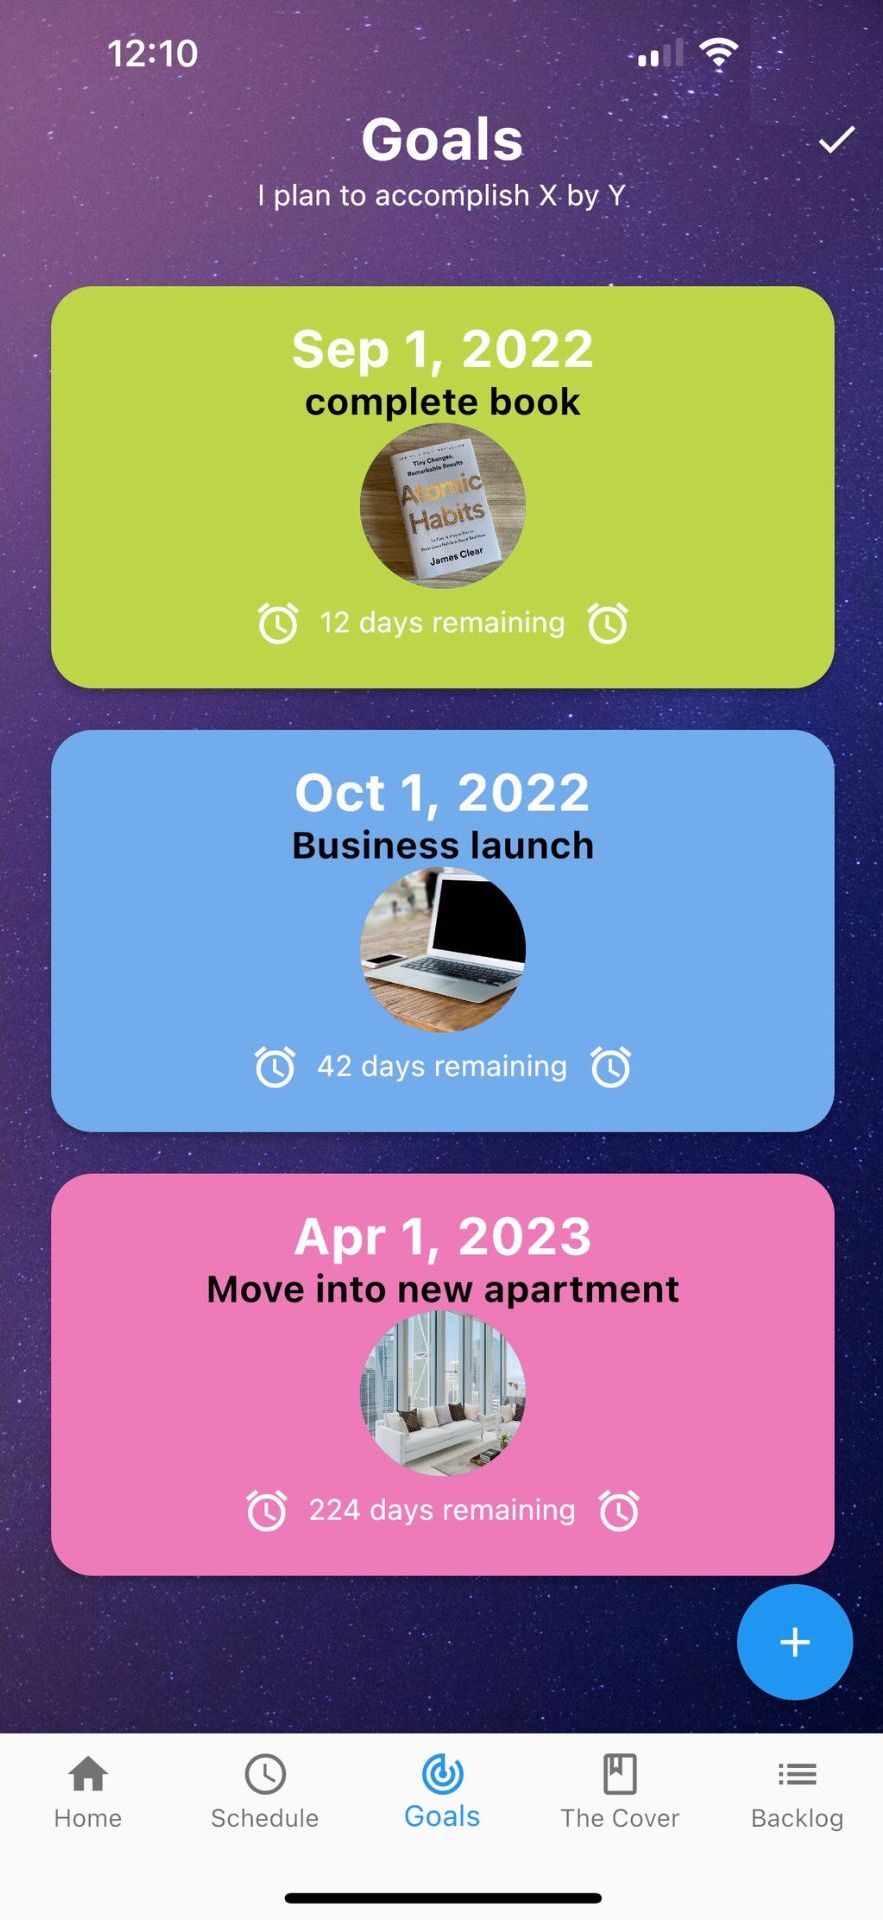 12:10
Goals
I plan to accomplish X by Y
Sep 1, 2022
complete book
Tiny Changes,
Remarkable Results
Atomic
Habits
James Clear
12 days remaining
Oct 1, 2022
Business launch
42 days remaining
Apr 1, 2023
Move into new apartment
224 days remaining
+
Home
Schedule
Goals
The Cover
Backlog